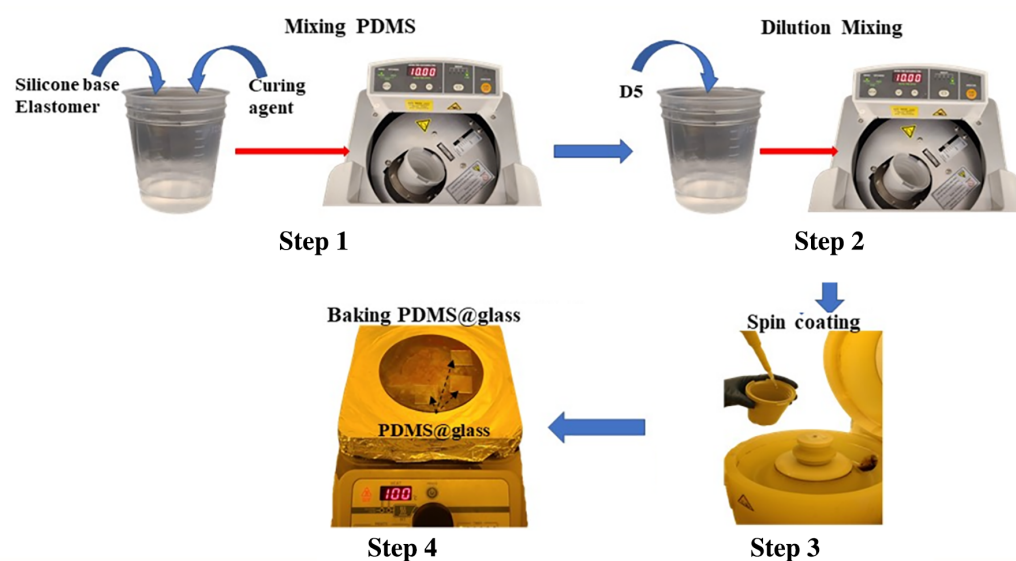 Mixing PDMS
Silicone base
Elastomer
Curing
agent
10.00
Step 1
Dilution Mixing
D5
10.00
Step 2
Spin coating
Step 3
Baking PDMS@glass
PDMS@glass
100
Step 4